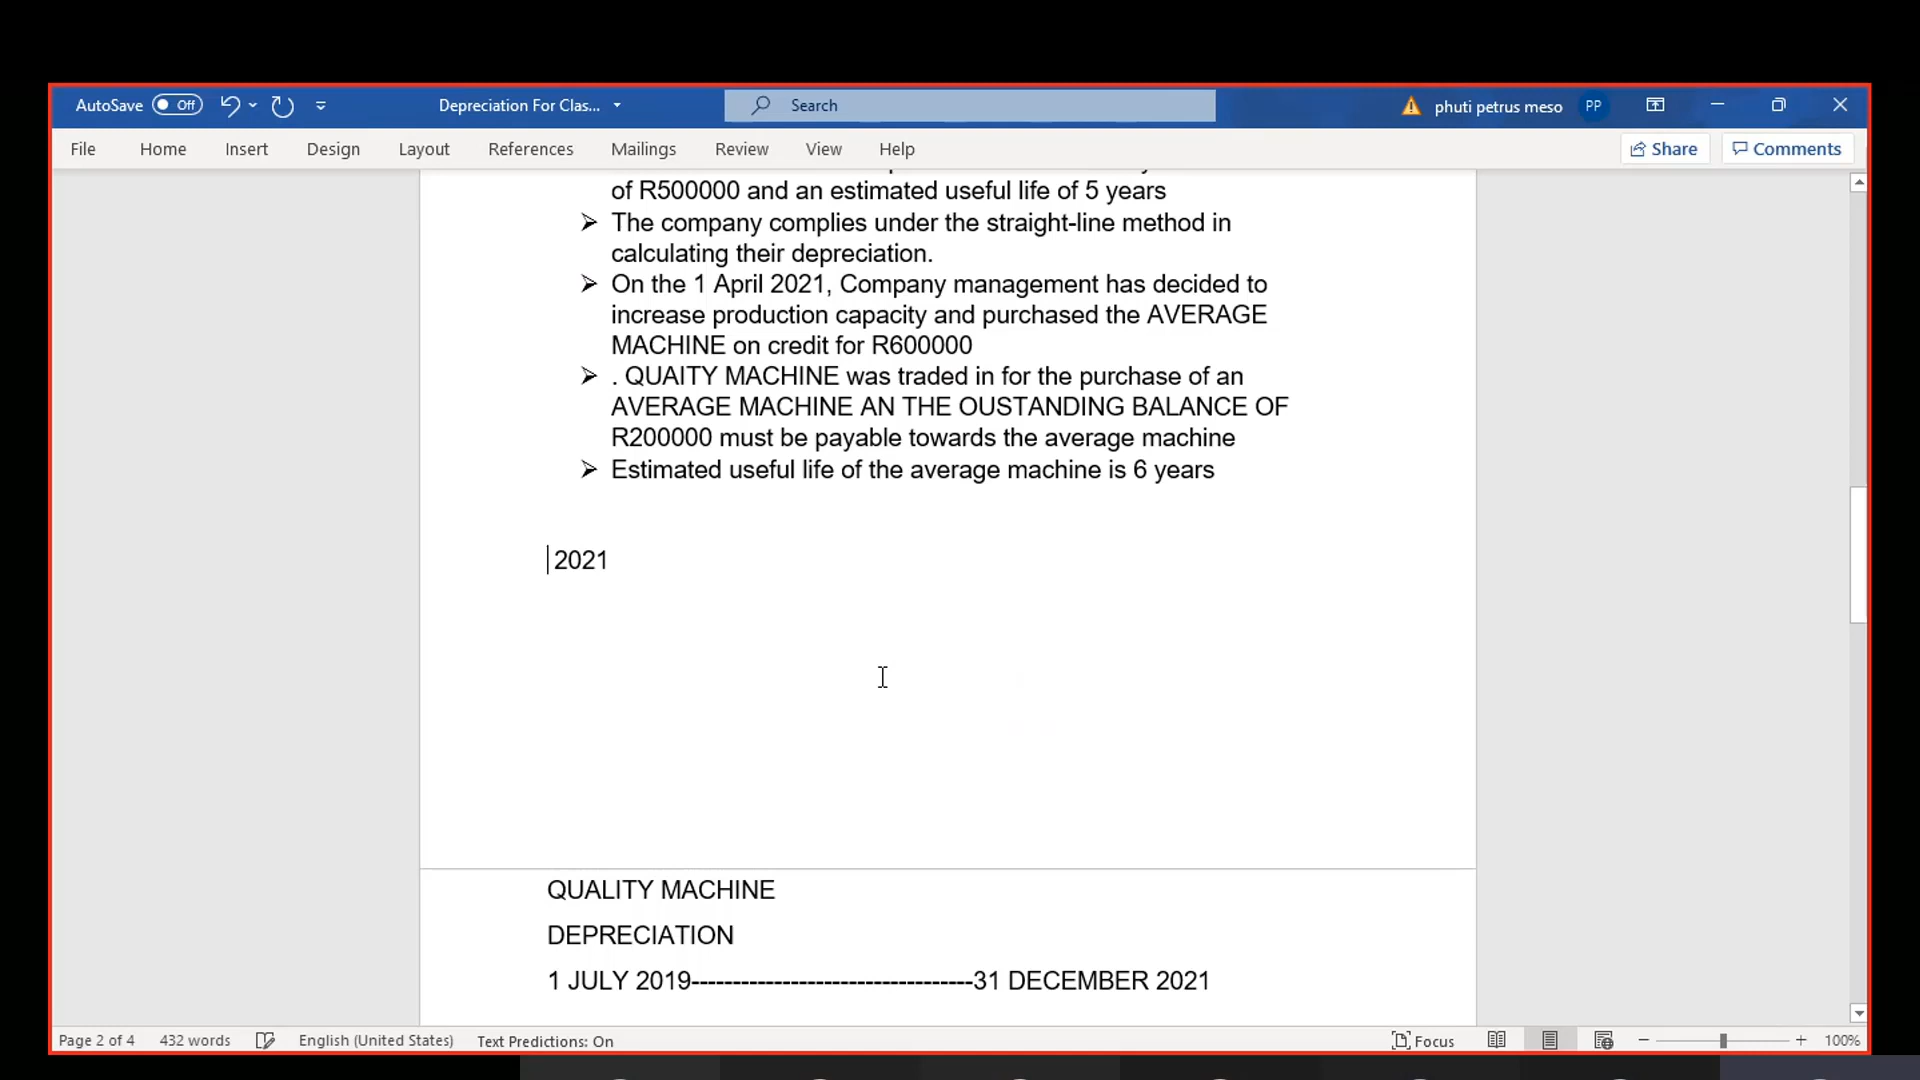 AutoSave Off Depreciation For Clas... Search phuti petrus meso PP
File Home Insert Design Layout References Mailings Review View Help Share Comments
of R500000 and an estimated useful life of 5 years
➢ The company complies under the straight-line method in
calculating their depreciation.
➢ On the 1 April 2021, Company management has decided to
increase production capacity and purchased the AVERAGE
MACHINE on credit for R600000
➢ . QUAITY MACHINE was traded in for the purchase of an
AVERAGE MACHINE AN THE OUSTANDING BALANCE OF
R200000 must be payable towards the average machine
➢ Estimated useful life of the average machine is 6 years
2021
QUALITY MACHINE
DEPRECIATION
1 JULY 2019----------------------------------31 DECEMBER 2021
Page 2 of 4 432 words English (United States) Text Predictions: On Focus 100%